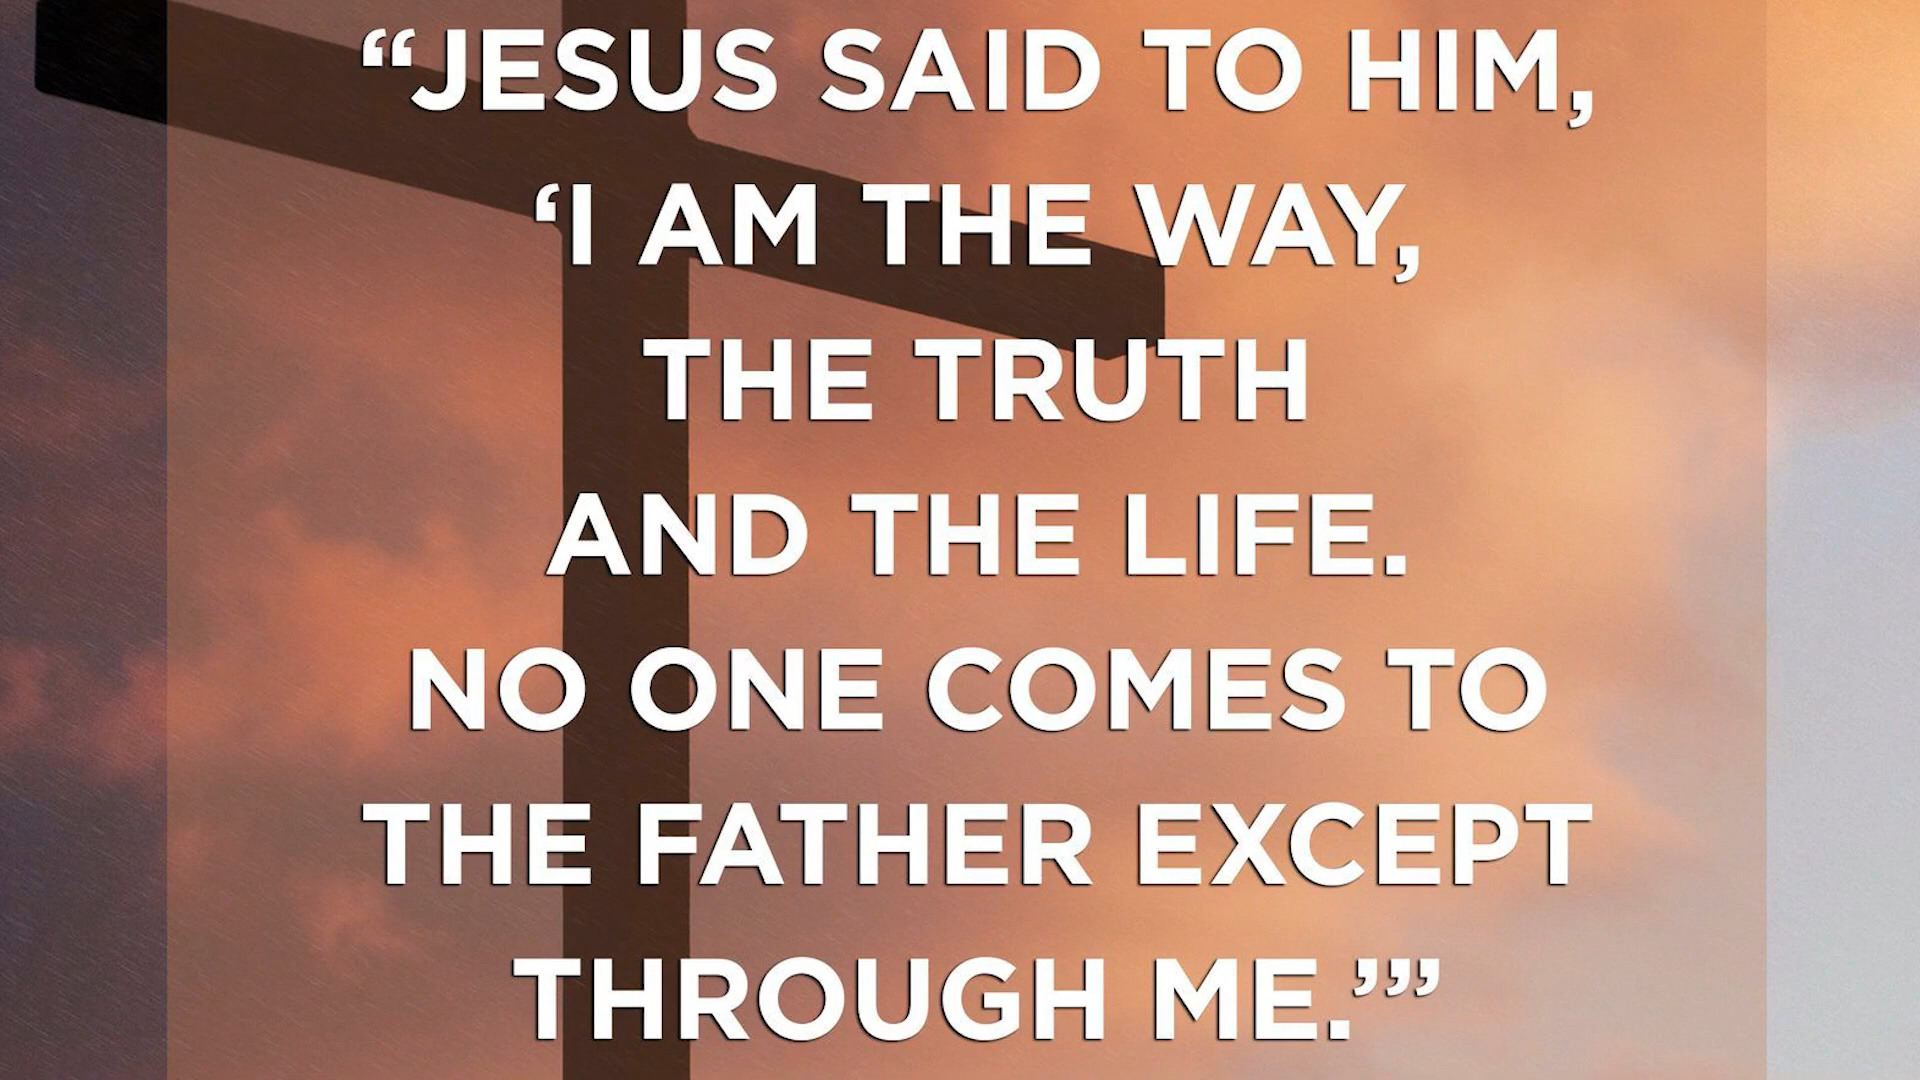 “JESUS SAID TO HIM,
‘I AM THE WAY,
THE TRUTH
AND THE LIFE.
NO ONE COMES TO
THE FATHER EXCEPT
THROUGH ME.’”